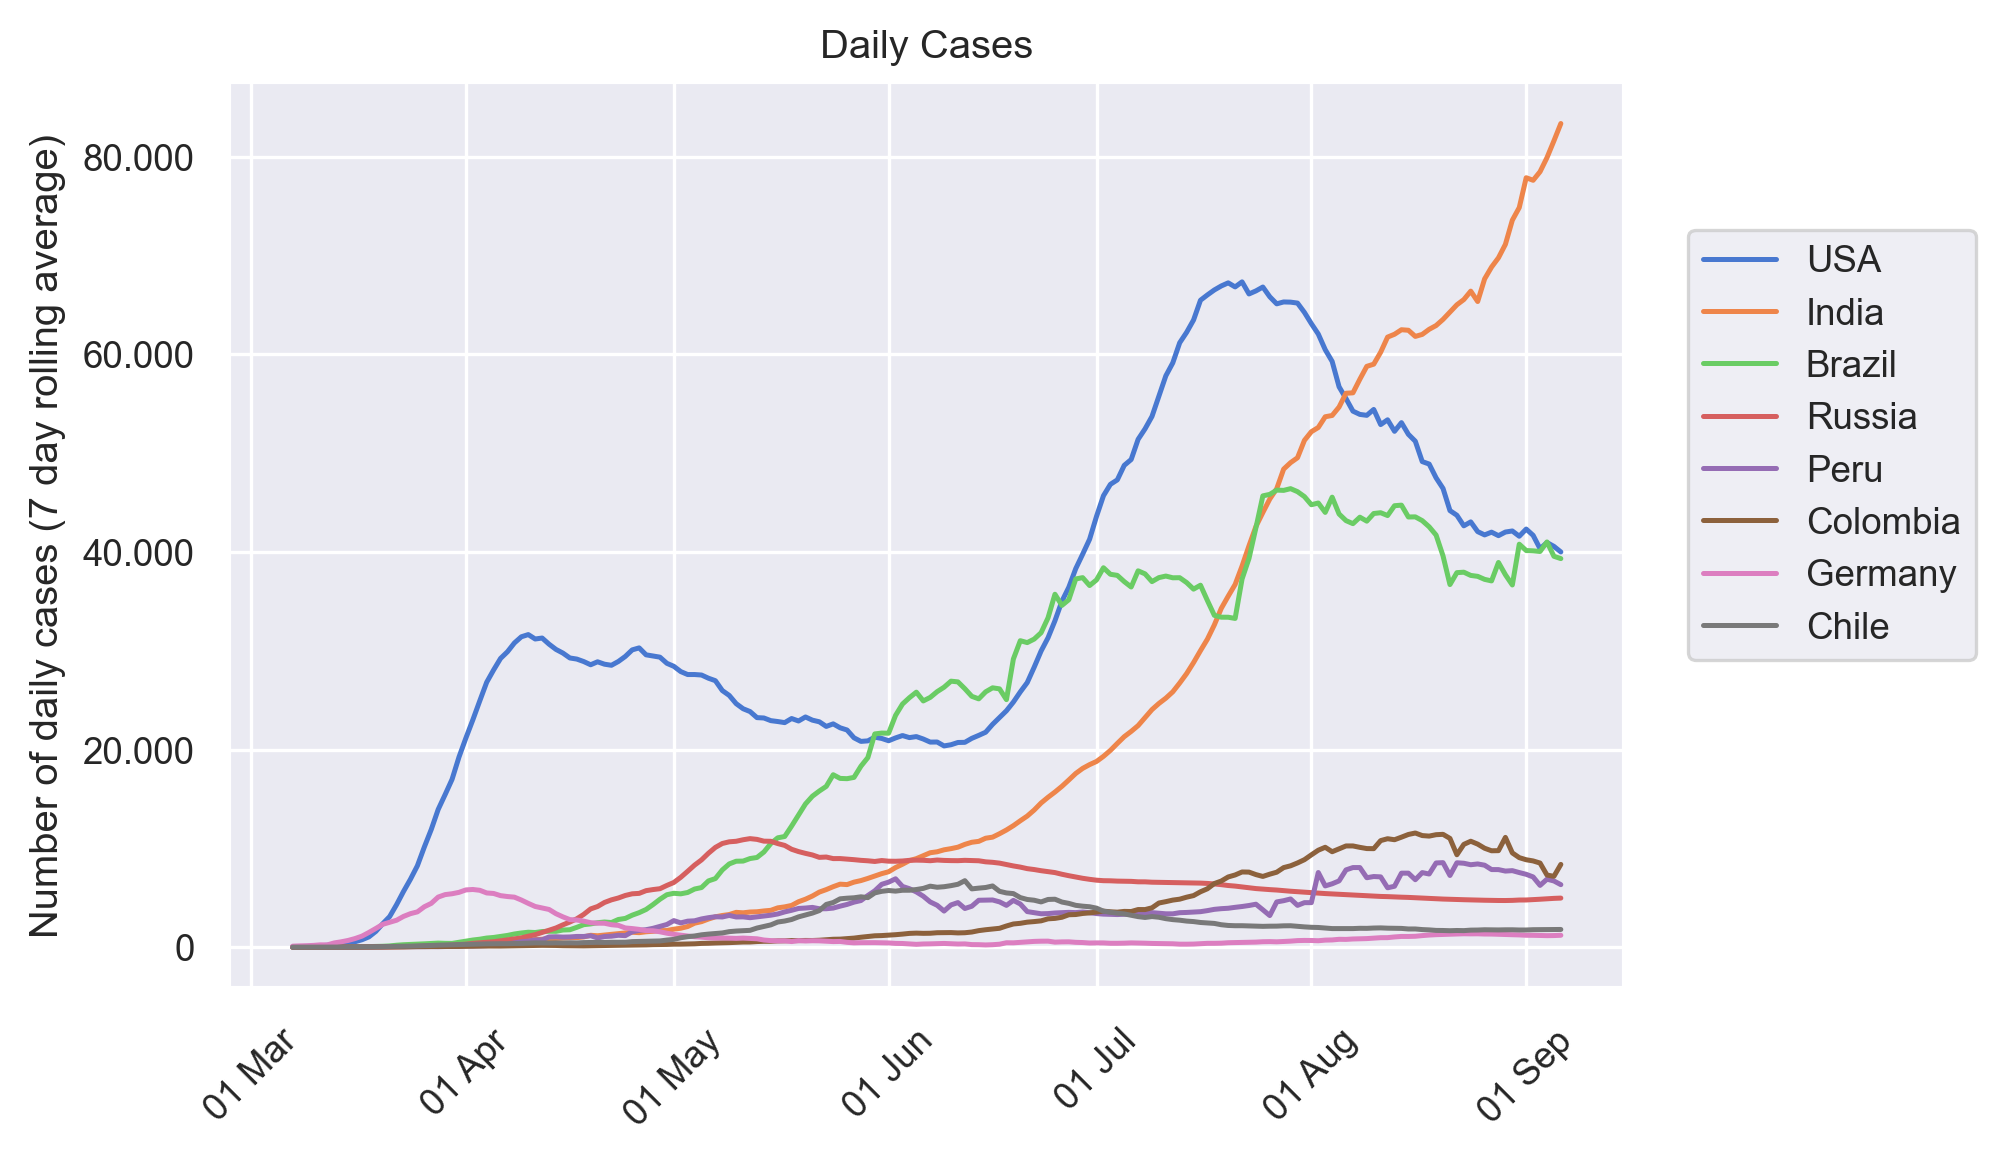 Daily Cases
Number of daily cases (7 day rolling average)
80.000
60.000
40.000
20.000
0
01 Mar
01 Apr
01 May
01 Jun
01 Jul
01 Aug
01 Sep
USA
India
Brazil
Russia
Peru
Colombia
Germany
Chile